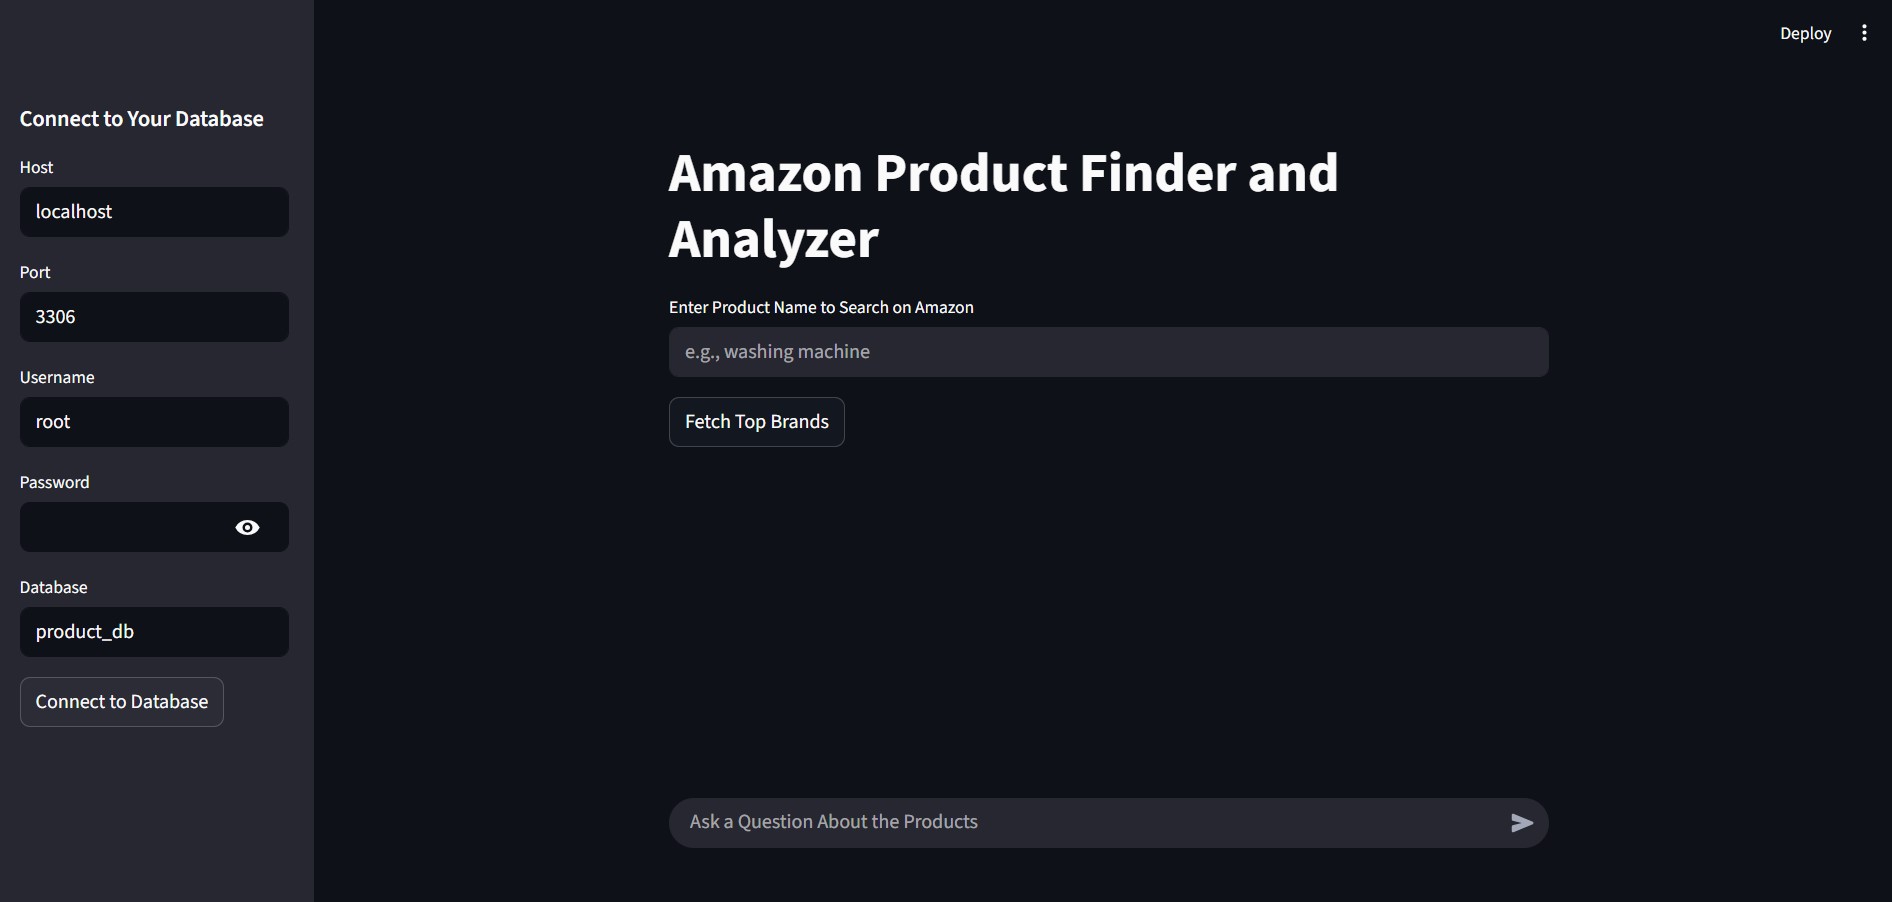 Deploy
Connect to Your Database
Host
localhost
Port
3306
Username
root
Password
Database
product_db
Connect to Database
Amazon Product Finder and
Analyzer
Enter Product Name to Search on Amazon
e.g., washing machine
Fetch Top Brands
Ask a Question About the Products